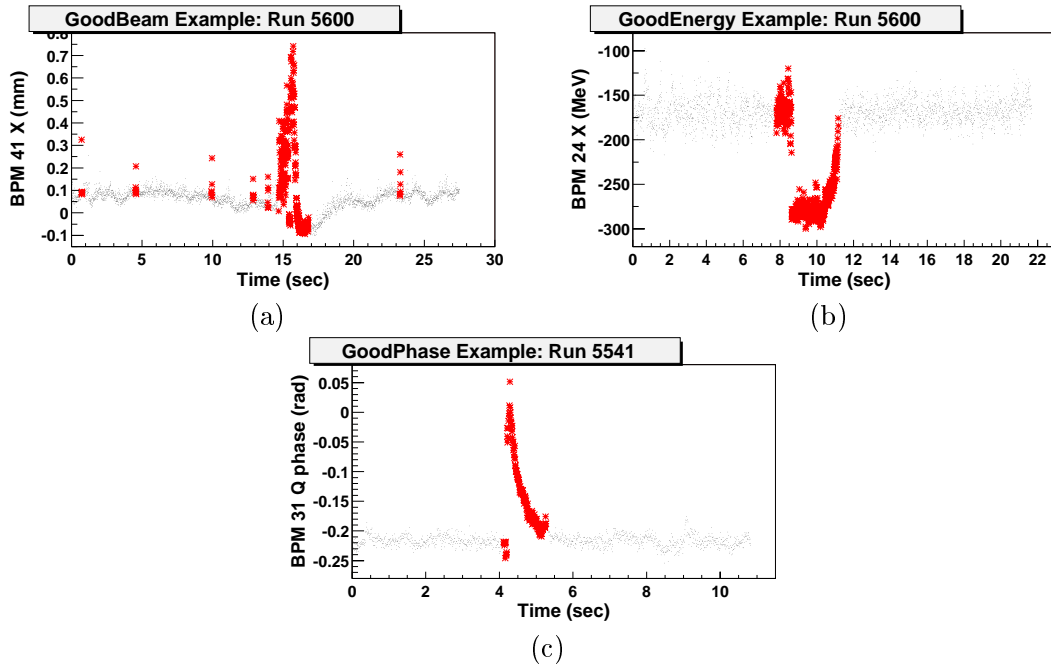 GoodBeam Example: Run 5600
BPM 41 X (mm)
0.8
0.7
0.6
0.5
0.4
0.3
0.2
0.1
0
-0.1
0 5 10 15 20 25 30
Time (sec)
(a)
GoodEnergy Example: Run 5600
BPM 24 X (MeV)
-100
-150
-200
-250
-300
0 2 4 6 8 10 12 14 16 18 20 22
Time (sec)
(b)
GoodPhase Example: Run 5541
BPM 31 Q phase (rad)
0.05
0
-0.05
-0.1
-0.15
-0.2
-0.25
0 2 4 6 8 10
Time (sec)
(c)